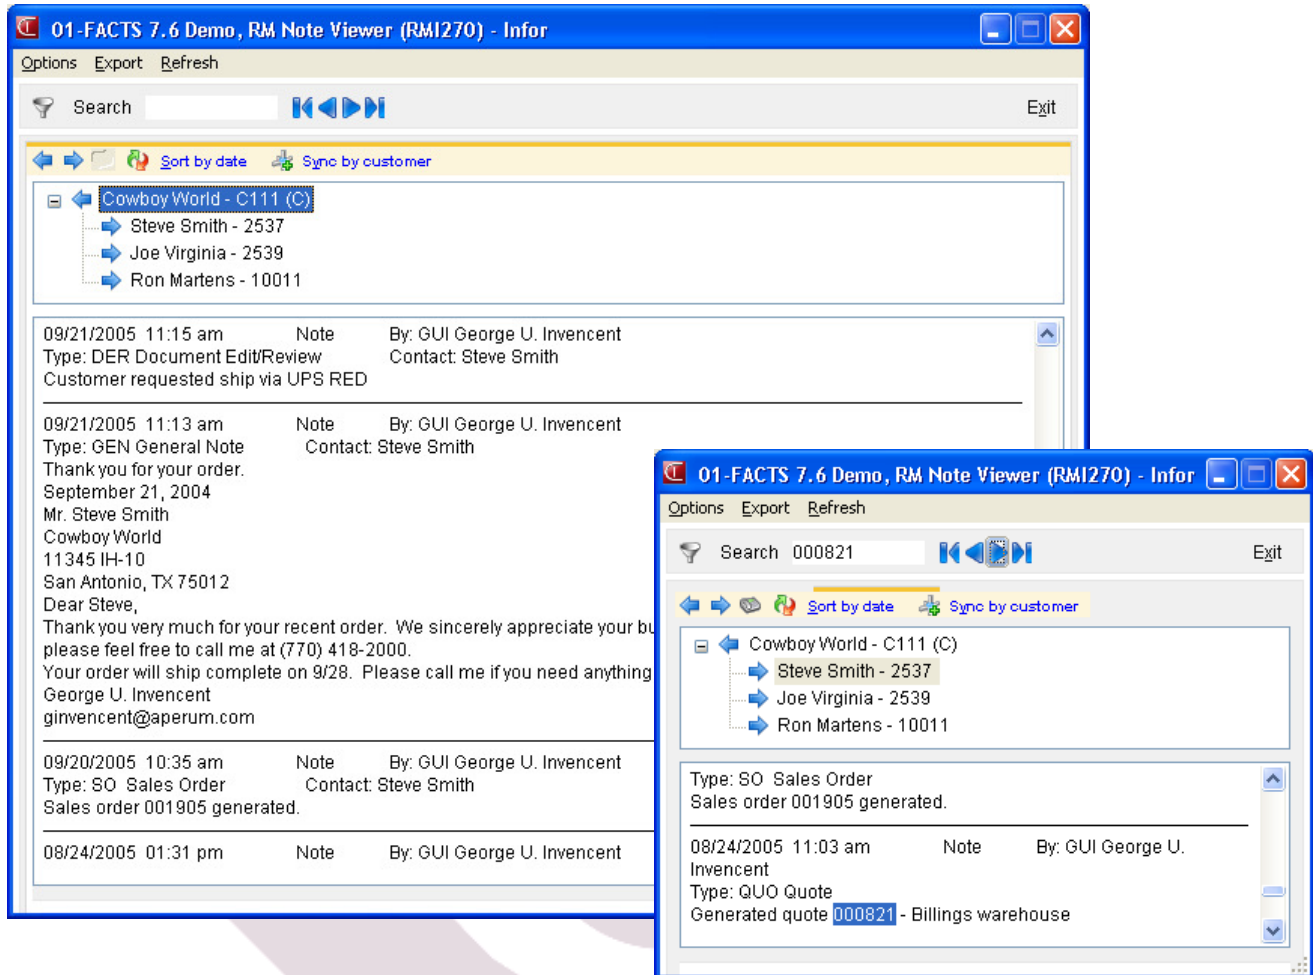 01-FACTS 7.6 Demo, RM Note Viewer (RMI270) - Infor
Options Export Refresh
Search
Exit
Sort by date Sync by customer
Cowboy World - C111 (C)
Steve Smith - 2537
Joe Virginia - 2539
Ron Martens - 10011
09/21/2005 11:15 am Note By: GUI George U. Invencent
Type: DER Document Edit/Review Contact: Steve Smith
Customer requested ship via UPS RED
09/21/2005 11:13 am Note By: GUI George U. Invencent
Type: GEN General Note Contact: Steve Smith
Thank you for your order.
September 21, 2004
Mr. Steve Smith
Cowboy World
11345 IH-10
San Antonio, TX 75012
Dear Steve,
Thank you very much for your recent order. We sincerely appreciate your bu
please feel free to call me at (770) 418-2000.
Your order will ship complete on 9/28. Please call me if you need anything
George U. Invencent
ginvencent@aperum.com
09/20/2005 10:35 am Note By: GUI George U. Invencent
Type: SO Sales Order Contact: Steve Smith
Sales order 001905 generated.
08/24/2005 01:31 pm Note By: GUI George U. Invencent
01-FACTS 7.6 Demo, RM Note Viewer (RMI270) - Infor
Options Export Refresh
Search 000821
Exit
Sort by date Sync by customer
Cowboy World - C111 (C)
Steve Smith - 2537
Joe Virginia - 2539
Ron Martens - 10011
Type: SO Sales Order
Sales order 001905 generated.
08/24/2005 11:03 am Note By: GUI George U.
Invencent
Type: QUO Quote
Generated quote 000821 - Billings warehouse